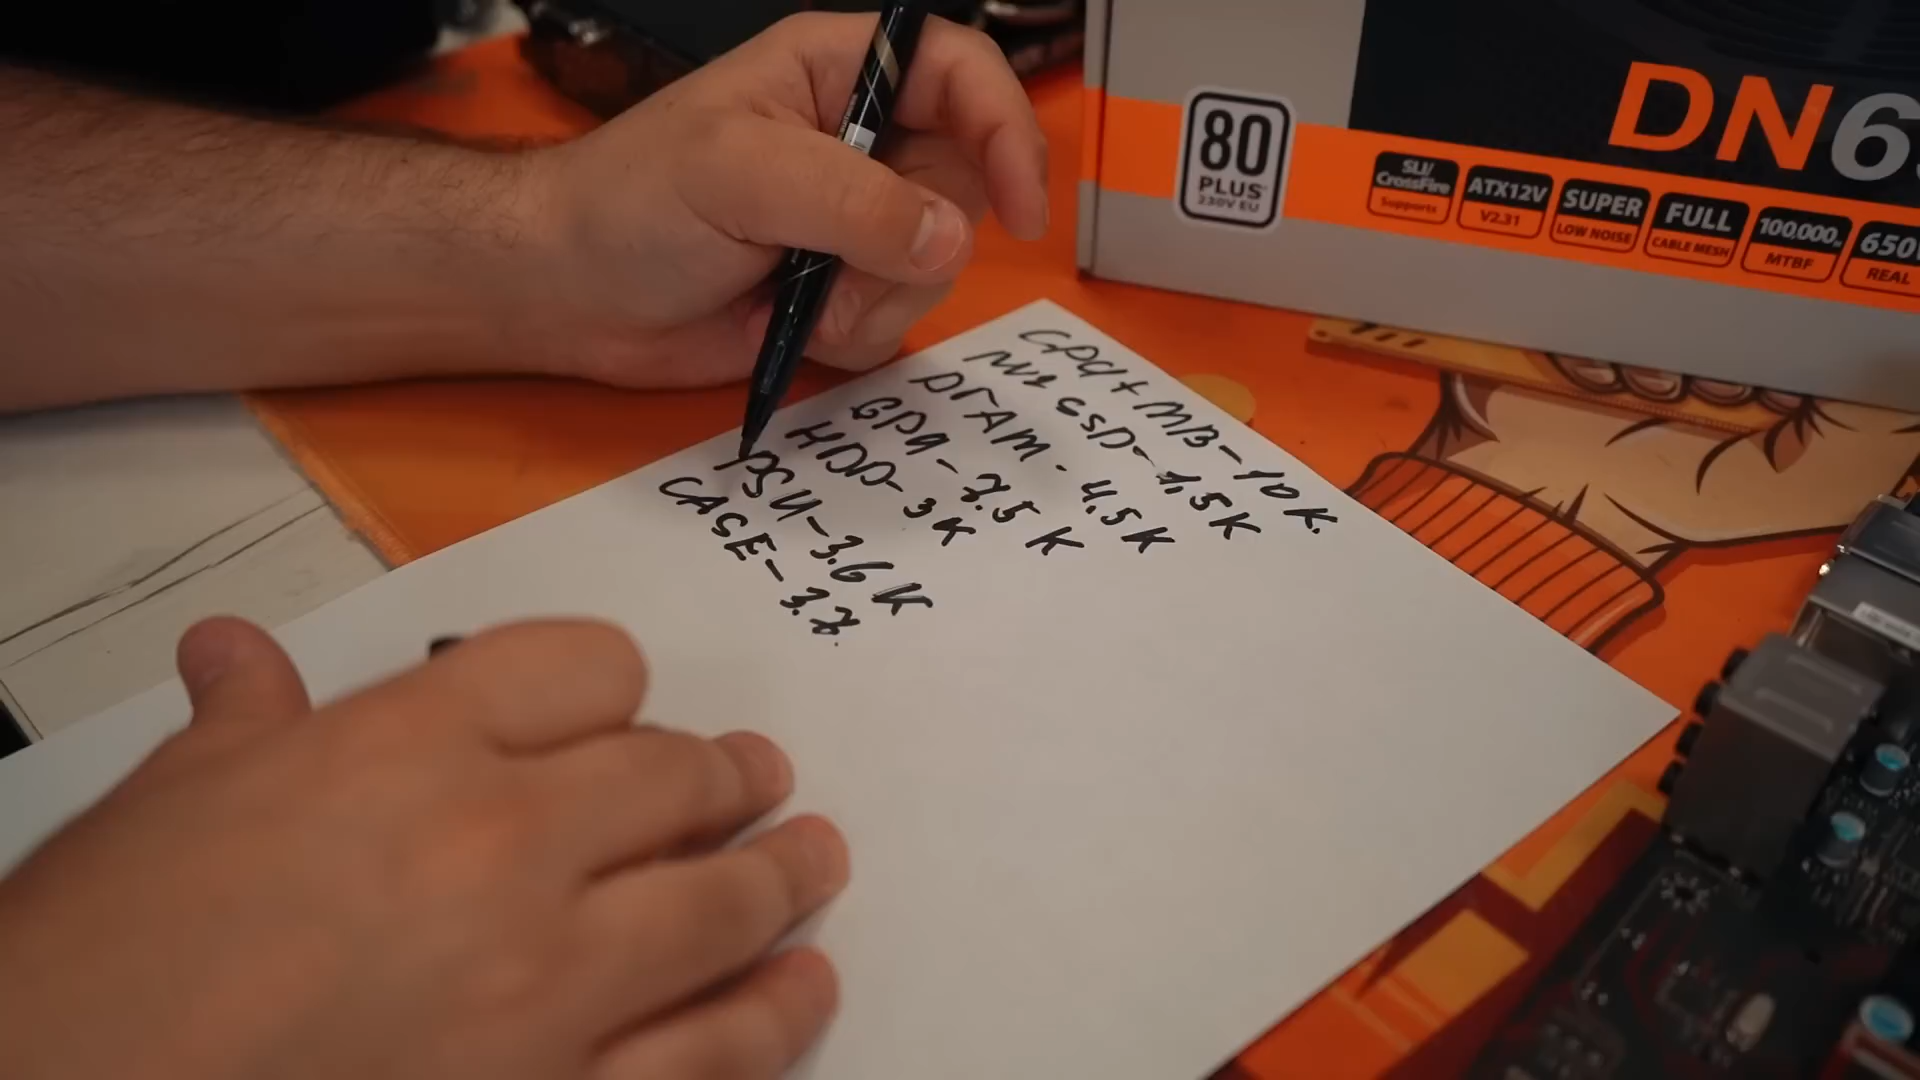 CPU + MB - 10K.
SSD - 1,5K
DRAM - 4,5K
GPU - 7.5 K
HDD - 3K
PSU - 3.6K
CASE - 3.7.
DN6
80
PLUS
230V EU
SLI/
CrossFire
Supports
ATX12V
V2.31
SUPER
LOW NOISE
FULL
CABLE MESH
100,000
MTBF
650
REAL